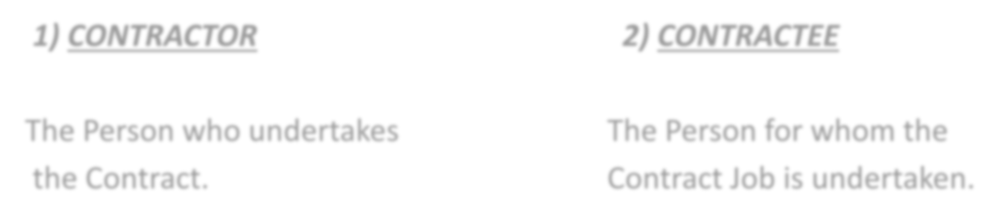 1) CONTRACTOR
The Person who undertakes
the Contract.
2) CONTRACTEE
The Person for whom the
Contract Job is undertaken.